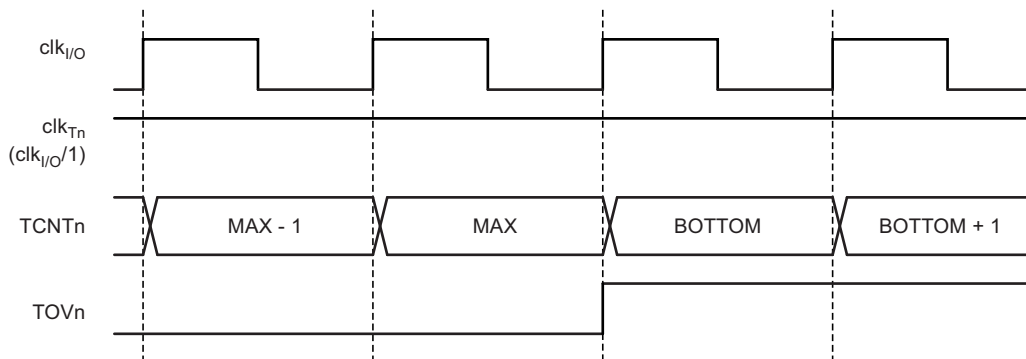 clkI/O
clkTn
(clkI/O/1)
TCNTn MAX - 1 MAX BOTTOM BOTTOM + 1
TOVn